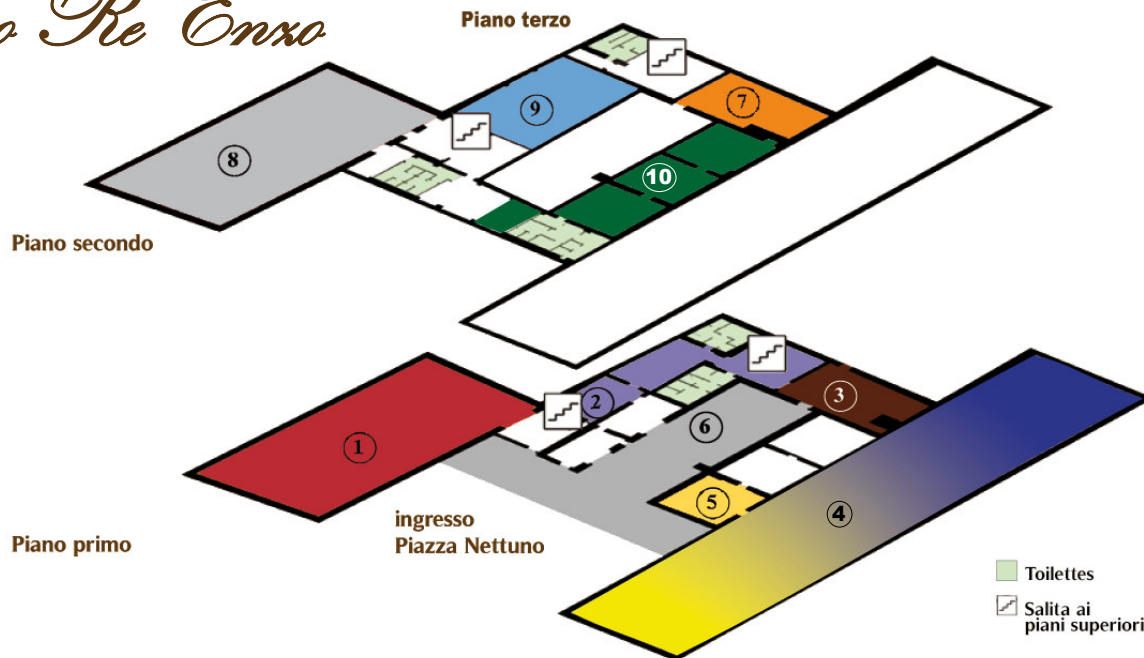 o Re Enzo
Piano terzo
7
9
8
10
Piano secondo
2
3
6
1
5
4
ingresso
Piazza Nettuno
Piano primo
Toilettes
Salita ai
piani superiori